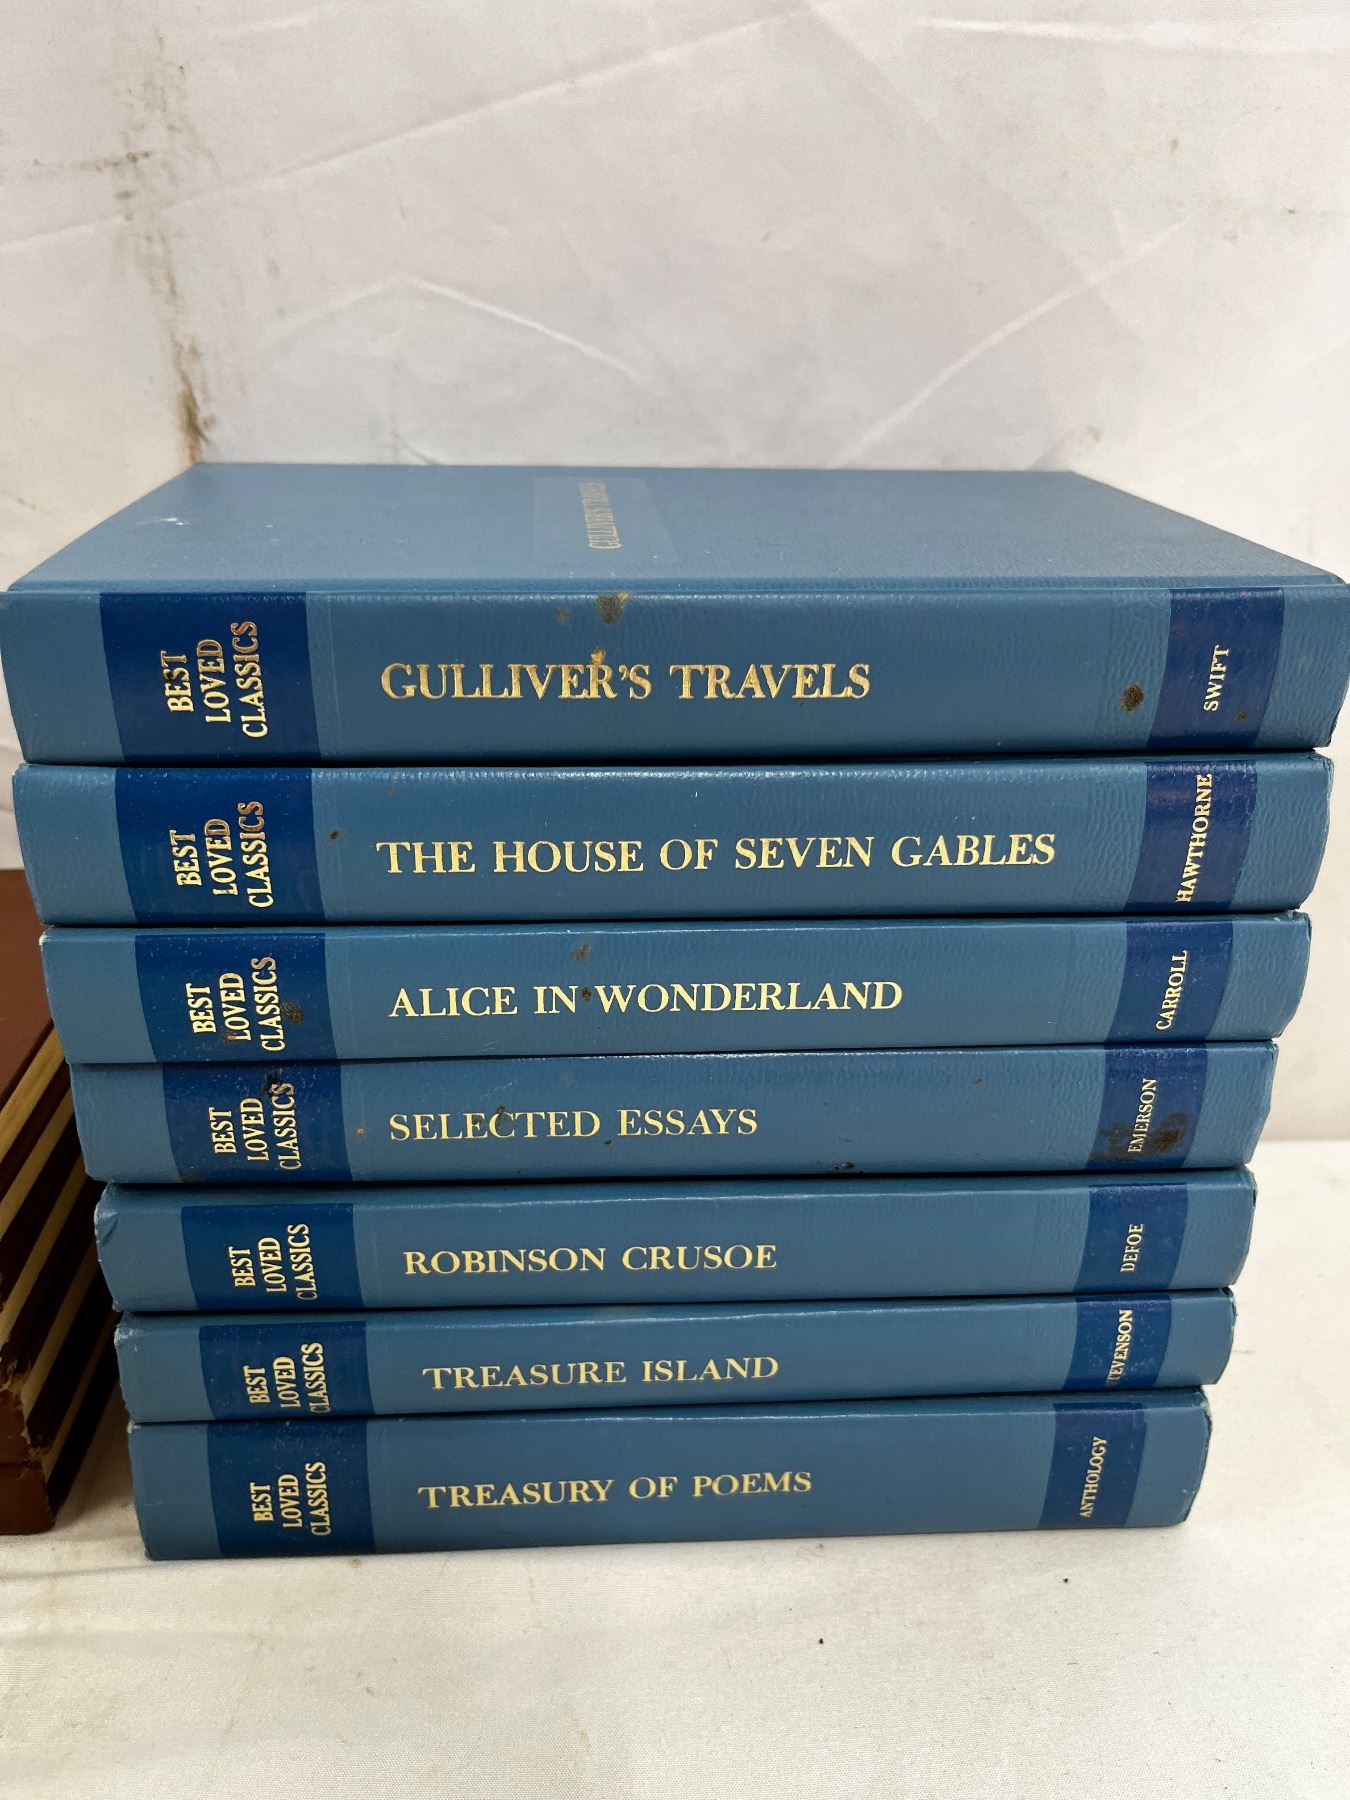 GULLIVER'S TRAVELS
BEST
LOVED
CLASSICS
GULLIVER'S TRAVELS
SWIFT
BEST
LOVED
CLASSICS
THE HOUSE OF SEVEN GABLES
HAWTHORNE
BEST
LOVED
CLASSICS
ALICE IN WONDERLAND
CARROLL
BEST
LOVED
CLASSICS
SELECTED ESSAYS
EMERSON
BEST
LOVED
CLASSICS
ROBINSON CRUSOE
DEFOE
BEST
LOVED
CLASSICS
TREASURE ISLAND
STEVENSON
BEST
LOVED
CLASSICS
TREASURY OF POEMS
ANTHOLOGY